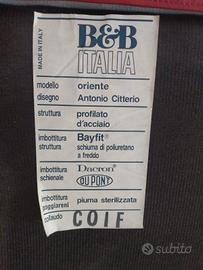 MADE IN ITALY
B&B
ITALIA
modello oriente
disegno Antonio Citterio
struttura profilato
d'acciaio
imbottitura Bayfit®
struttura schiuma di poliuretano
a freddo
imbottitura Dacron®
schienale DU PONT
imbottitura piuma sterilizzata
poggiareni
collaudo COIF
subito